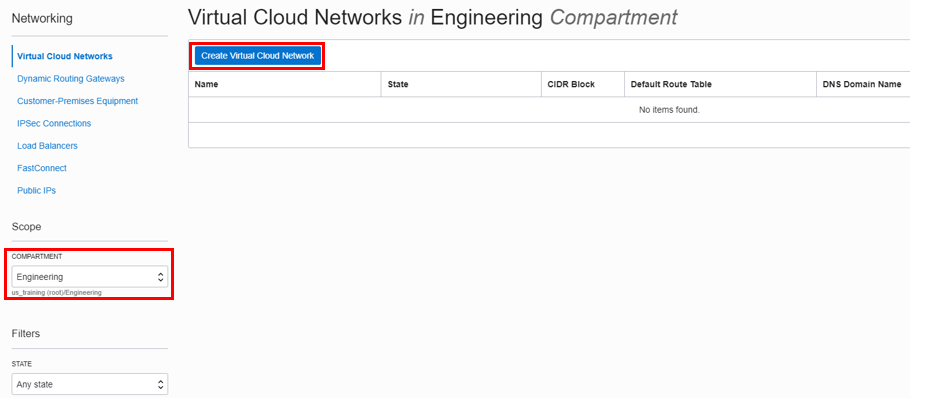 Networking
Virtual Cloud Networks
Dynamic Routing Gateways
Customer-Premises Equipment
IPSec Connections
Load Balancers
FastConnect
Public IPs
Scope
COMPARTMENT
Engineering
us_training (root)/Engineering
Filters
STATE
Any state
Virtual Cloud Networks in Engineering Compartment
Create Virtual Cloud Network
Name State CIDR Block Default Route Table DNS Domain Name
No items found.